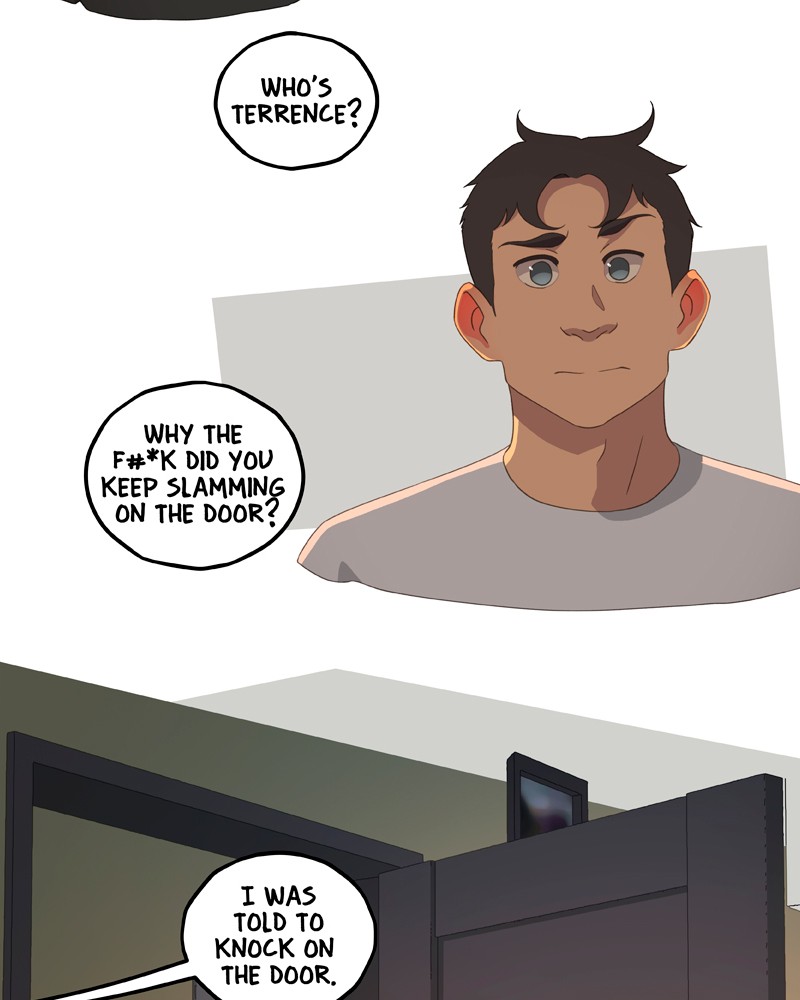 WHO'S
TERRENCE?
WHY THE
F#*K DID YOU
KEEP SLAMMING
ON THE DOOR?
I WAS
TOLD TO
KNOCK ON
THE DOOR.